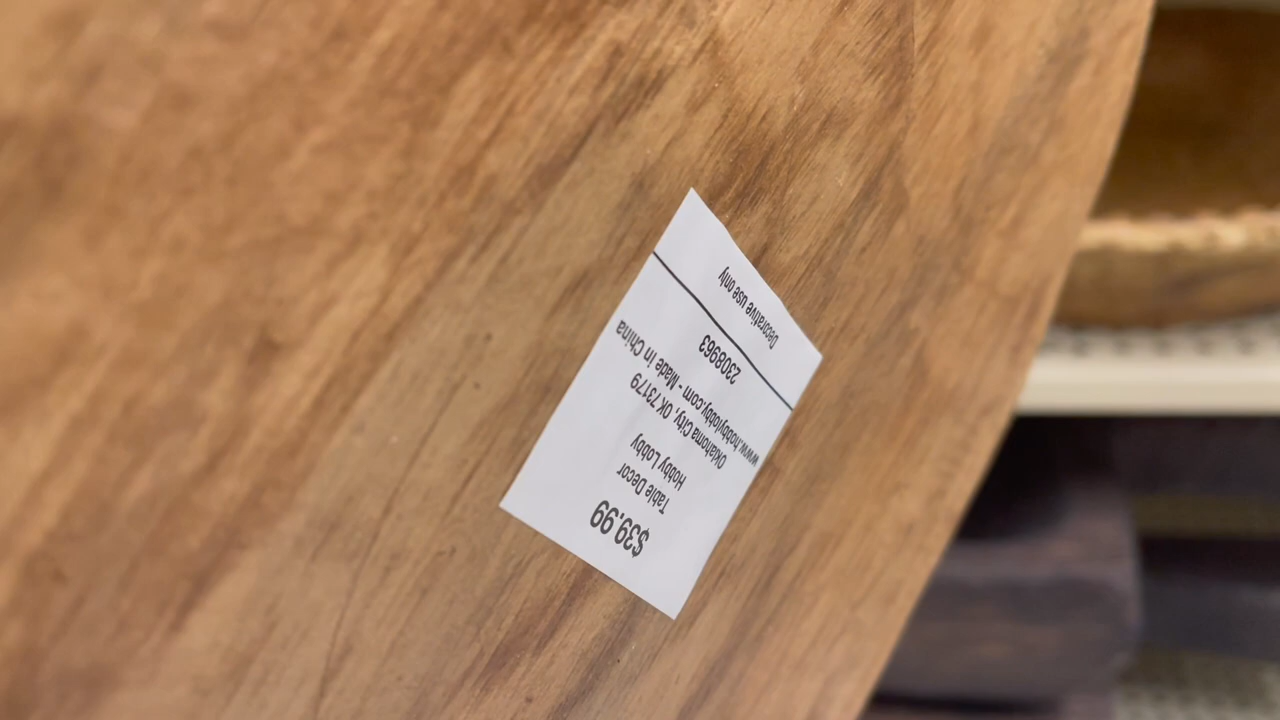 $39.99
Table Decor
Hobby Lobby
Oklahoma City, OK 73179
www.hobbylobby.com - Made in China
2308963
Decorative use only